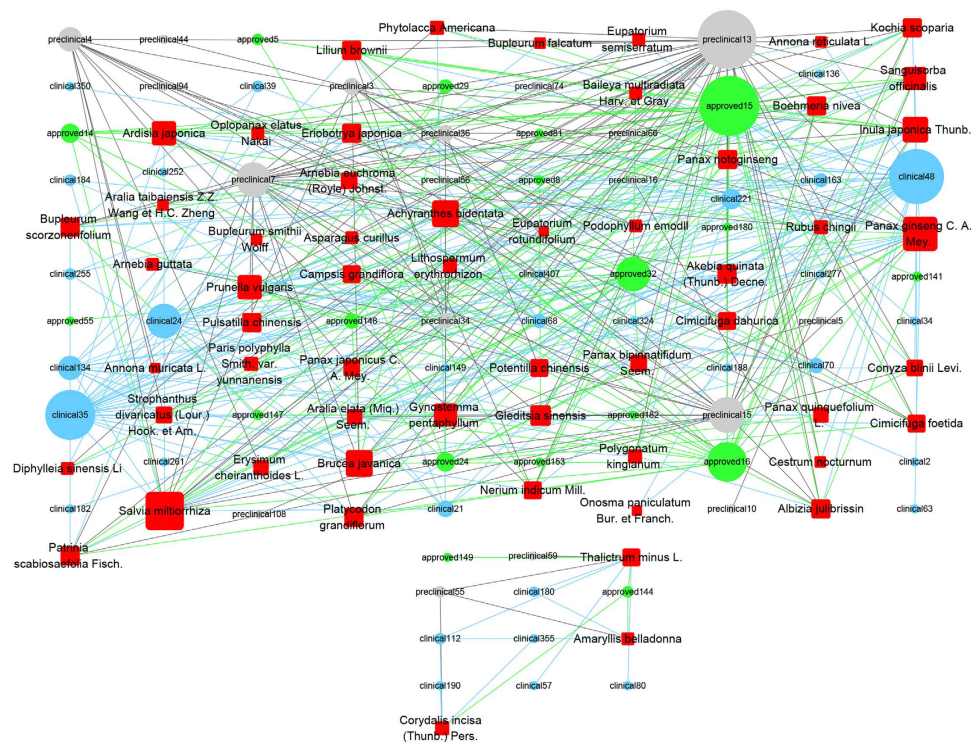 Phytolacca Americana
Eupatorium
semiserratum
Kochia scoparia
preclinical4
preclinical44
approved5
Lilium brownii
Bupleurum falcatum
preclinical13
Annona reticulata L.
clinical350
preclinical94
clinical39
preclinical3
approved29
preclinical74
Baileya multiradiata
Harv. et Gray
clinical136
Sanguisorba
officinalis
approved14
Ardisia japonica
Oplopanax elatus
Nakai
Eriobotrya japonica
preclinical36
approved81
preclinical66
approved15
Boehmeria nivea
Inula japonica Thunb.
clinical184
clinical252
preclinical7
Arnebia euchroma
(Royle) Johnst.
preclinical56
approved8
preclinical16
Panax notoginseng
clinical163
clinical48
Aralia taibaiensis Z.Z.
Wang et H.C. Zheng
Achyranthes bidentata
clinical221
Bupleurum
scorzonerifolium
Bupleurum smithii
Wolff
Asparagus curillus
Eupatorium
rotundifolium
Podophyllum emodil
approved180
Rubus chingii
Panax ginseng C. A.
Mey.
clinical255
Arnebia guttata
Prunella vulgaris
Campsis grandiflora
Lithospermum
erythrorhizon
clinical407
approved32
Akebia quinata
(Thunb.) Decne.
clinical277
approved141
approved55
clinical24
Pulsatilla chinensis
approved148
preclinical34
clinical68
clinical324
Cimicifuga dahurica
preclinical5
clinical34
clinical134
Annona muricata L.
Paris polyphylla
Smith. var.
yunnanensis
Panax japonicus C.
A. Mey.
clinical149
Potentilla chinensis
Panax bipinnatifidum
Seem.
clinical188
clinical70
Conyza blinii Levi.
clinical35
Strophanthus
divaricatus (Lour.)
Hook. et Arn.
approved147
Aralia elata (Miq.)
Seem.
Gynostemma
pentaphyllum
Gleditsia sinensis
approved182
preclinical15
Panax quinquefolium
L.
Cimicifuga foetida
Diphylleia sinensis Li
clinical261
Erysimum
cheiranthoides L.
Brucea javanica
approved24
approved153
Polygonatum
kingianum
approved16
Cestrum nocturnum
clinical2
clinical182
Salvia miltiorrhiza
preclinical108
Platycodon
grandiflorum
clinical21
Nerium indicum Mill.
Onosma paniculatum
Bur. et Franch.
preclinical10
Albizia julibrissin
clinical63
Patrinia
scabiosaefolia Fisch.
approved149
preclinical59
Thalictrum minus L.
preclinical55
clinical180
approved144
clinical112
clinical355
Amaryllis belladonna
clinical190
clinical57
clinical80
Corydalis incisa
(Thunb.) Pers.